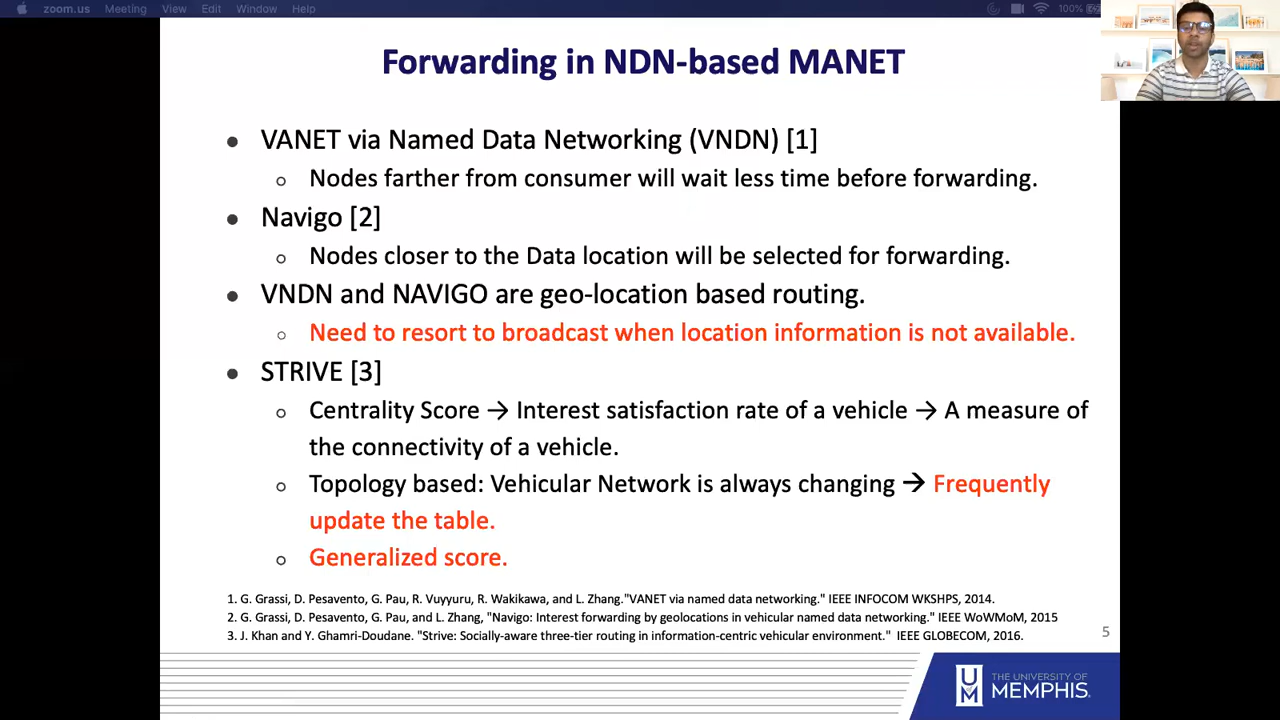 zoom.us Meeting View Edit Window Help 100%
Forwarding in NDN-based MANET
● VANET via Named Data Networking (VNDN) [1]
○ Nodes farther from consumer will wait less time before forwarding.
● Navigo [2]
○ Nodes closer to the Data location will be selected for forwarding.
● VNDN and NAVIGO are geo-location based routing.
○ Need to resort to broadcast when location information is not available.
● STRIVE [3]
○ Centrality Score → Interest satisfaction rate of a vehicle → A measure of
the connectivity of a vehicle.
○ Topology based: Vehicular Network is always changing → Frequently
update the table.
○ Generalized score.
1. G. Grassi, D. Pesavento, G. Pau, R. Vuyyuru, R. Wakikawa, and L. Zhang."VANET via named data networking." IEEE INFOCOM WKSHPS, 2014.
2. G. Grassi, D. Pesavento, G. Pau, and L. Zhang, "Navigo: Interest forwarding by geolocations in vehicular named data networking." IEEE WoWMoM, 2015
3. J. Khan and Y. Ghamri-Doudane. "Strive: Socially-aware three-tier routing in information-centric vehicular environment." IEEE GLOBECOM, 2016.
5
UM
THE UNIVERSITY OF
MEMPHIS.